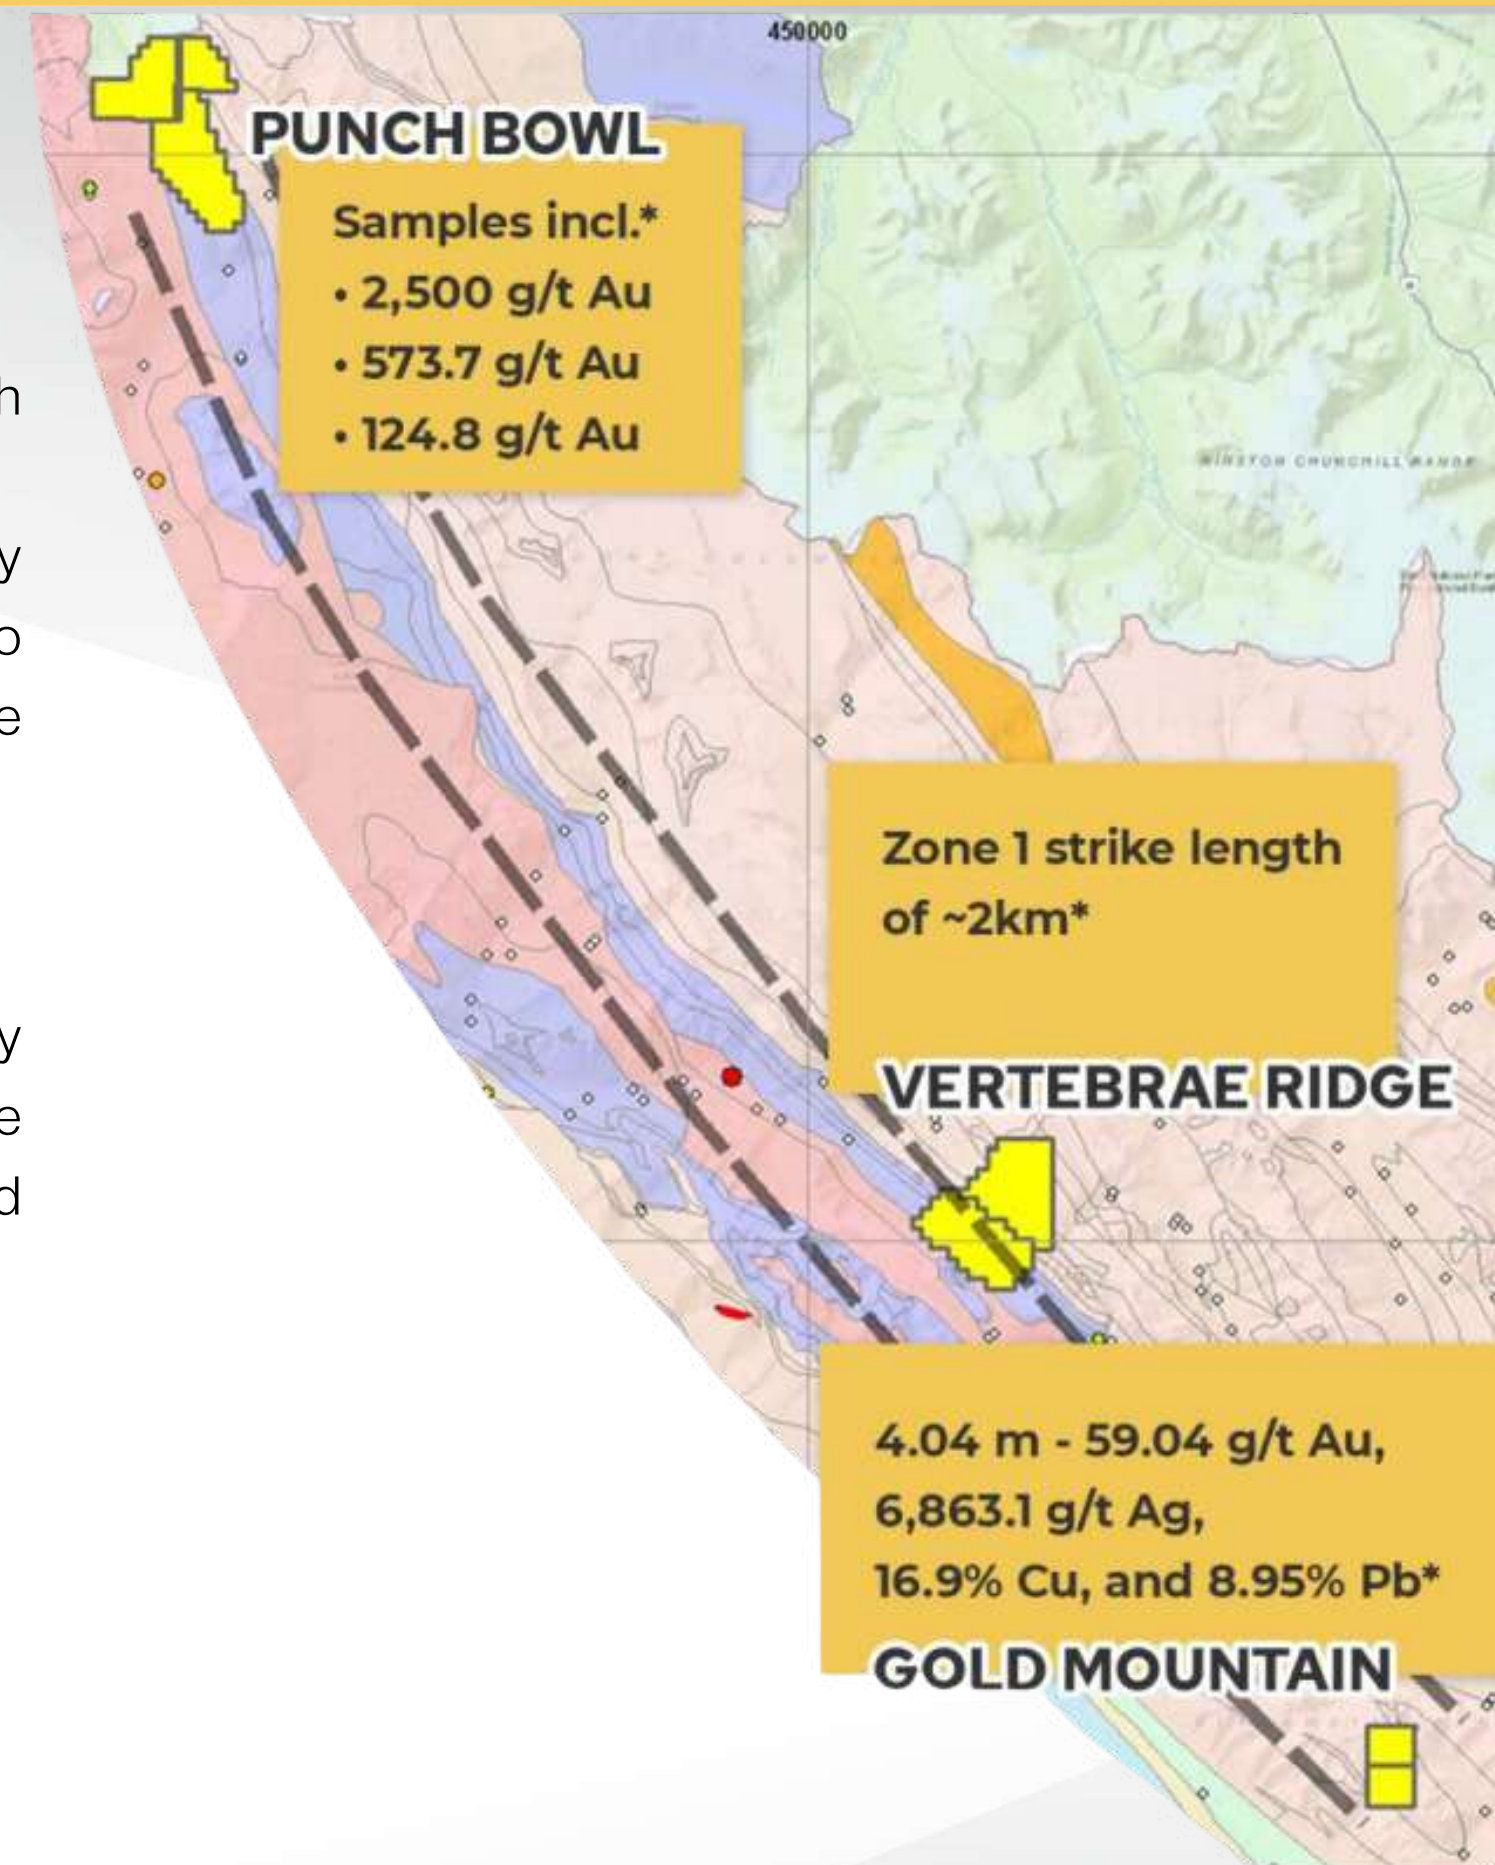 450000
PUNCH BOWL
Samples incl.*
• 2,500 g/t Au
• 573.7 g/t Au
• 124.8 g/t Au
h
y
o
e
WINSTON CHURCHILL RANGE
Zone 1 strike length
of ~2km*
y
e
d
VERTEBRAE RIDGE
4.04 m - 59.04 g/t Au,
6,863.1 g/t Ag,
16.9% Cu, and 8.95% Pb*
GOLD MOUNTAIN